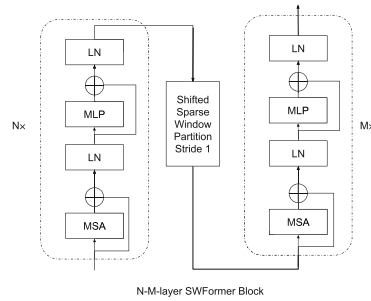 LN
MLP
LN
MSA
N×
Shifted
Sparse
Window
Partition
Stride 1
LN
MLP
LN
MSA
M×
N-M-layer SWFormer Block